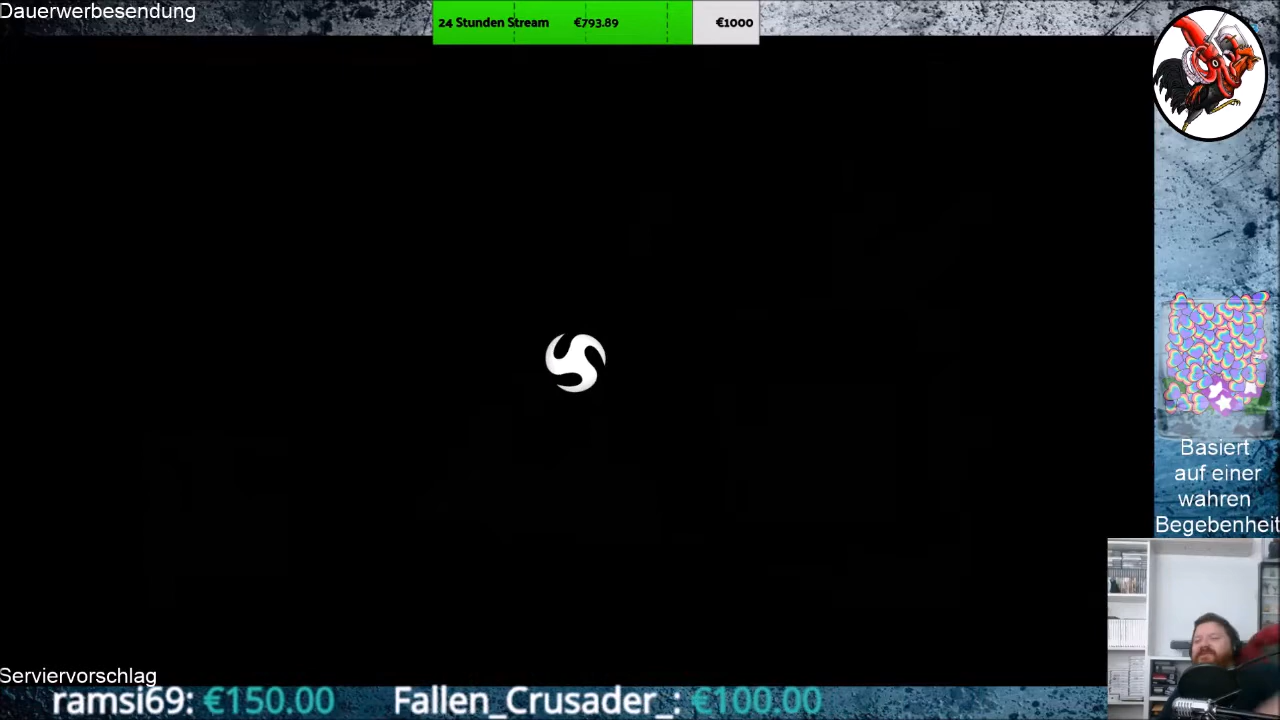 Dauerwerbesendung
24 Stunden Stream €793.89 €1000
Basiert
auf einer
wahren
Begebenheit
Serviervorschlag
ramsi69: €150.00 Fallen_Crusader_: €100.00